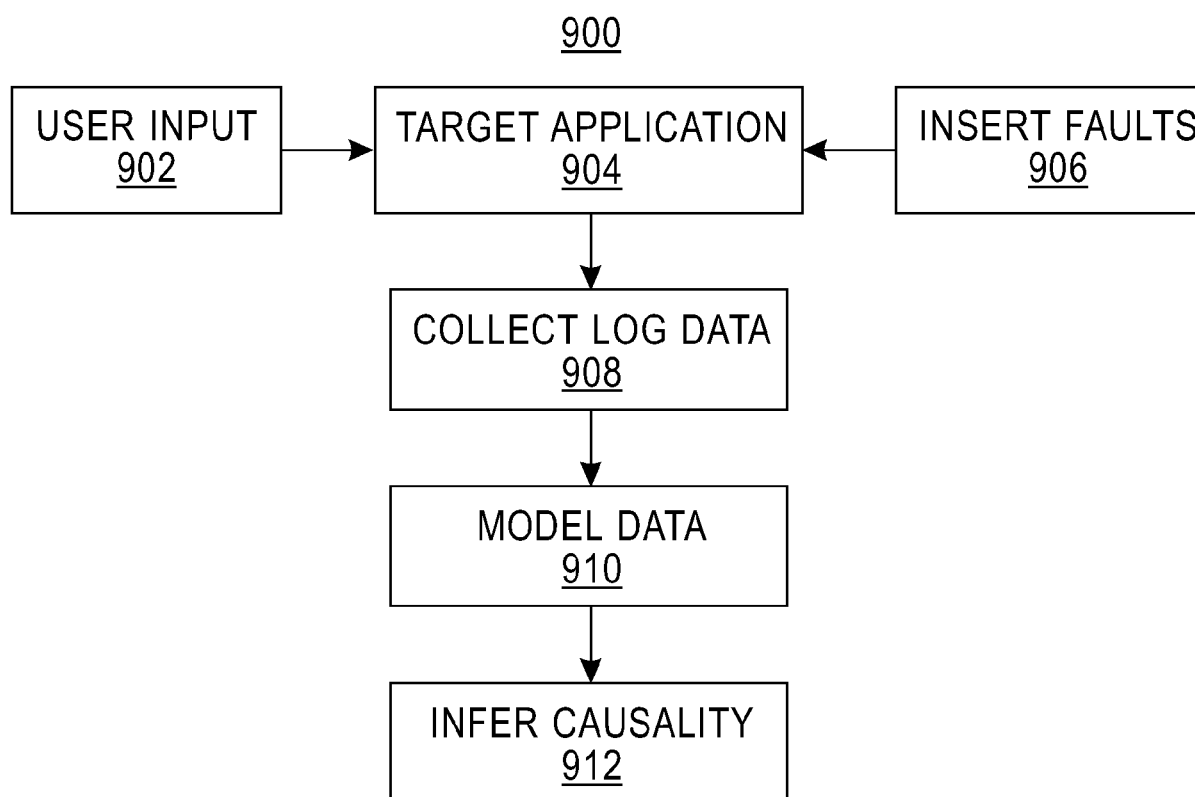 900
USER INPUT
902
TARGET APPLICATION
904
INSERT FAULTS
906
COLLECT LOG DATA
908
MODEL DATA
910
INFER CAUSALITY
912